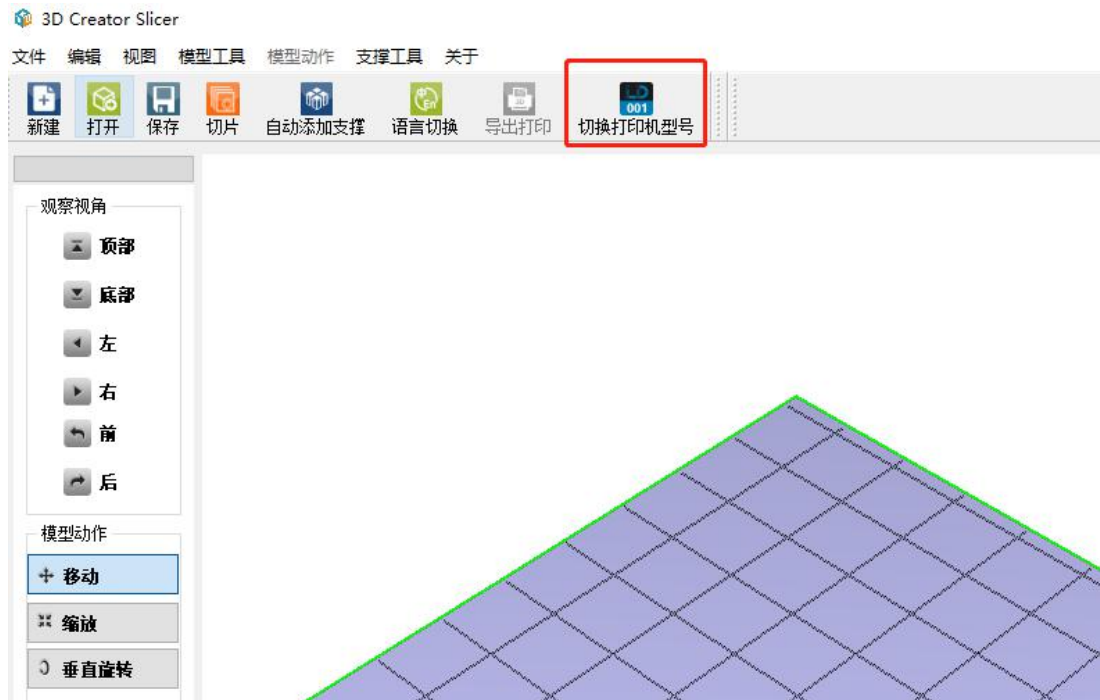 3D Creator Slicer
文件 编辑 视图 模型工具 模型动作 支撑工具 关于
LD
001
新建 打开 保存 切片 自动添加支撑 语言切换 导出打印 切换打印机型号
观察视角
顶部
底部
左
右
前
后
模型动作
移动
缩放
垂直旋转